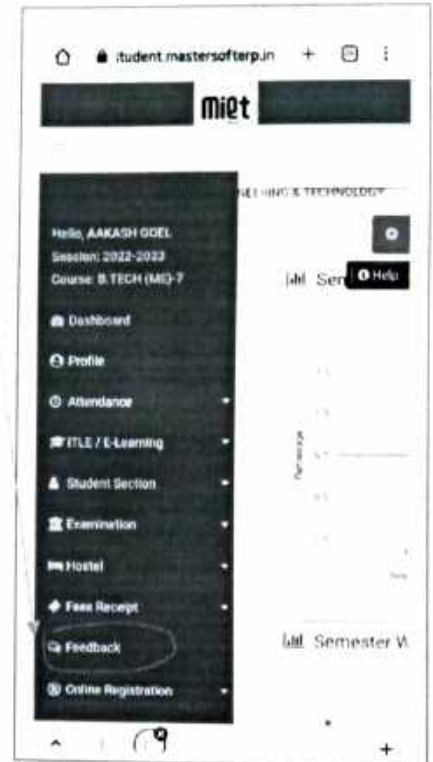 student.mastersofterp.in
miet
NEERING & TECHNOLOGY
Hello, AAKASH GOEL
Session: 2022-2023
Course: B.TECH (ME)-7
Help
Dashboard
Profile
Attendance
ITLE / E-Learning
Student Section
Examination
Hostel
Fees Receipt
Feedback
Semester W
Online Registration
Percentage